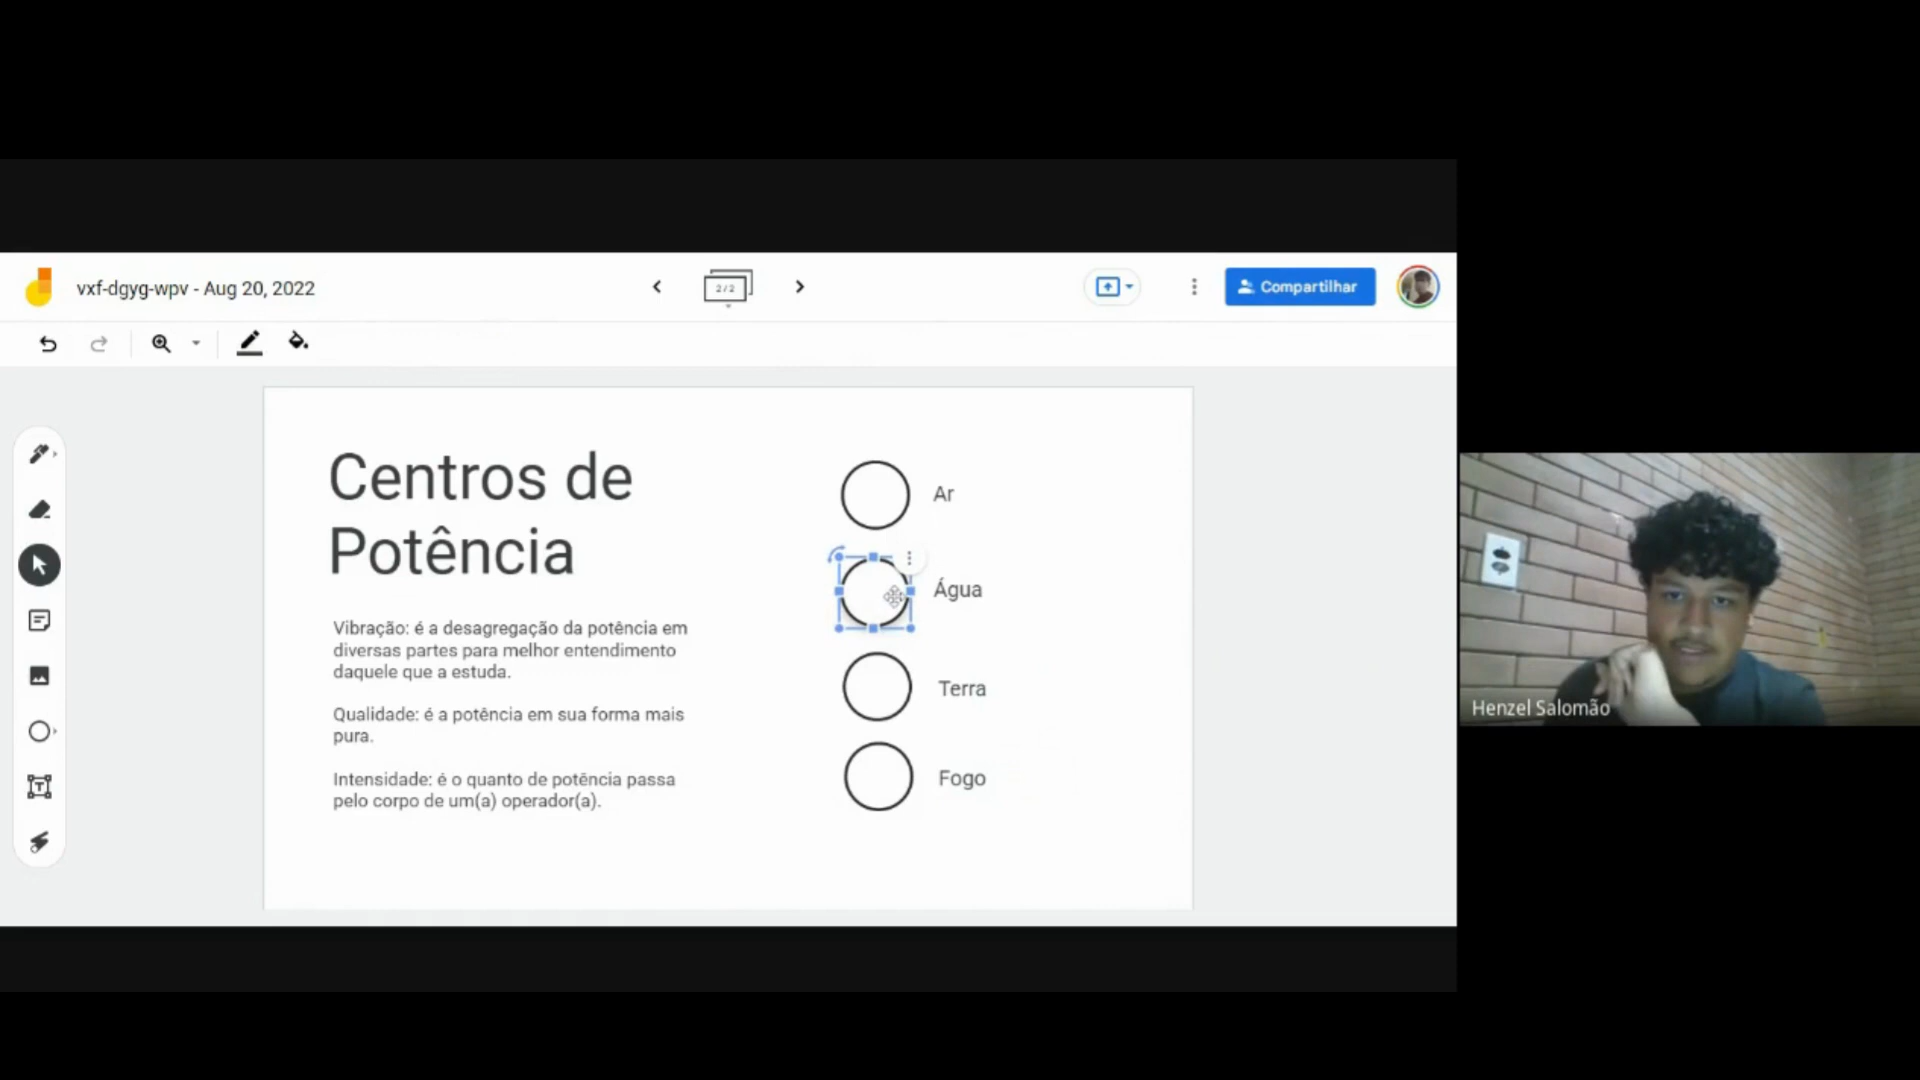 vxf-dgyg-wpv - Aug 20, 2022
2/2
Compartilhar
Centros de
Potência
Vibração: é a desagregação da potência em
diversas partes para melhor entendimento
daquele que a estuda.
Qualidade: é a potência em sua forma mais
pura.
Intensidade: é o quanto de potência passa
pelo corpo de um(a) operador(a).
Ar
Água
Terra
Fogo
Henzel Salomão